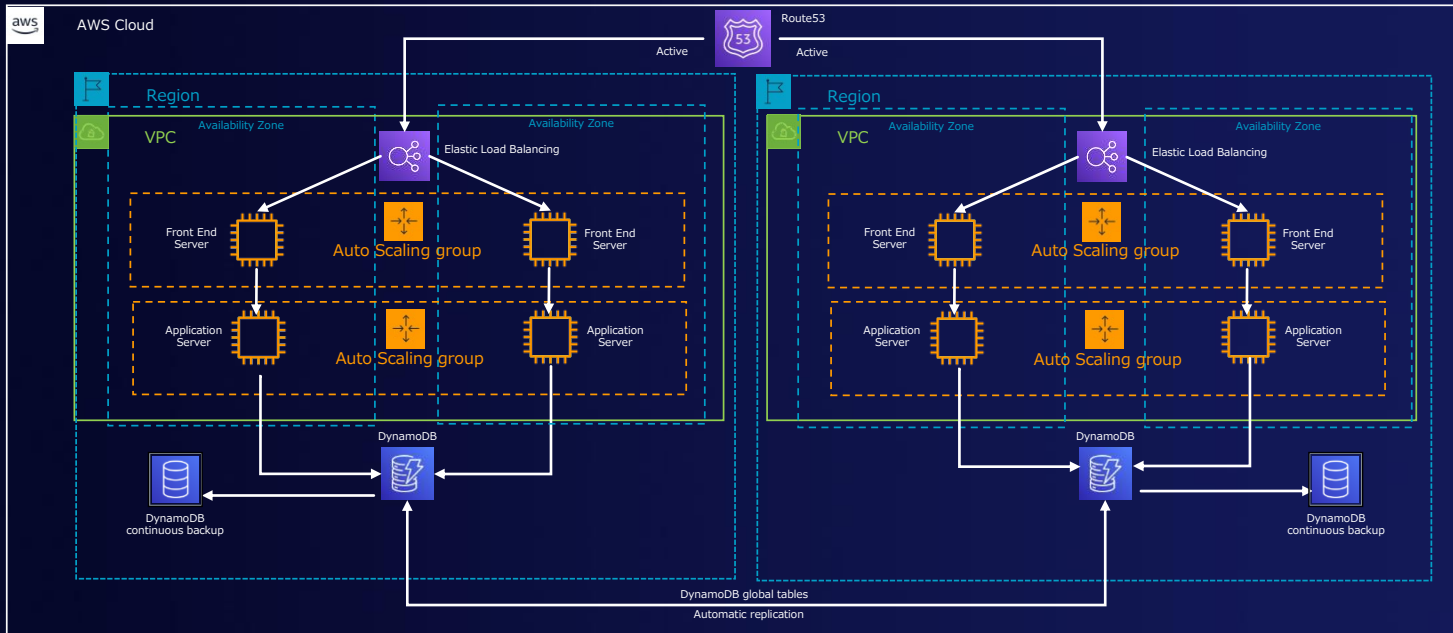 aws
AWS Cloud
Route53
53
Active
Active
Region
Availability Zone
Availability Zone
VPC
Elastic Load Balancing
Front End
Server
Auto Scaling group
Front End
Server
Application
Server
Auto Scaling group
Application
Server
DynamoDB
DynamoDB
continuous backup
Region
Availability Zone
Availability Zone
VPC
Elastic Load Balancing
Front End
Server
Auto Scaling group
Front End
Server
Application
Server
Auto Scaling group
Application
Server
DynamoDB
DynamoDB
continuous backup
DynamoDB global tables
Automatic replication